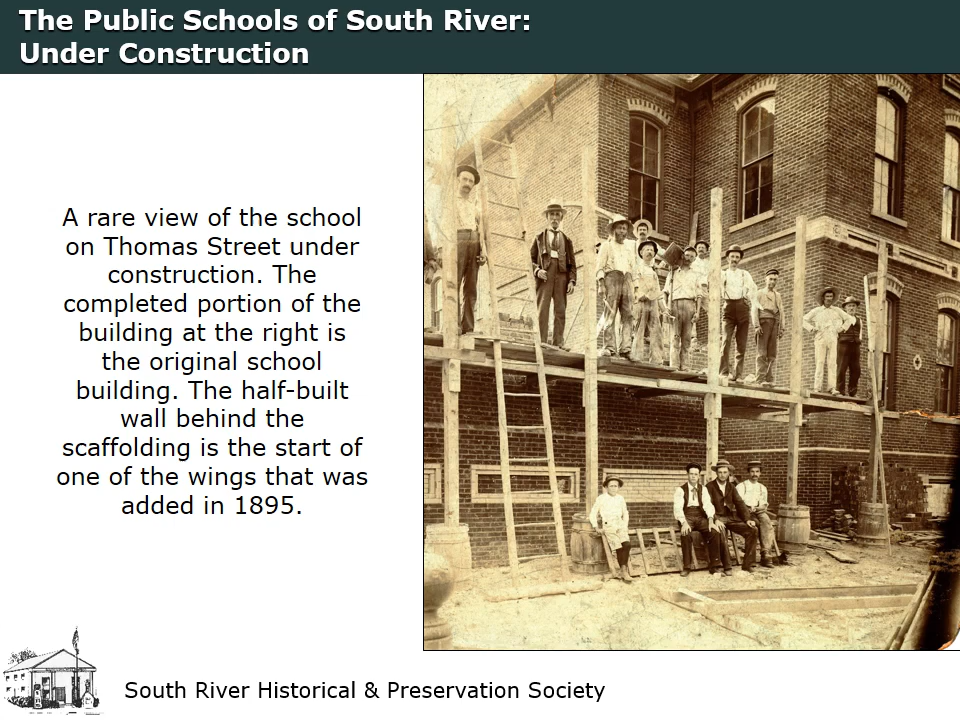 The Public Schools of South River:
Under Construction
A rare view of the school
on Thomas Street under
construction. The
completed portion of the
building at the right is
the original school
building. The half-built
wall behind the
scaffolding is the start of
one of the wings that was
added in 1895.
South River Historical & Preservation Society